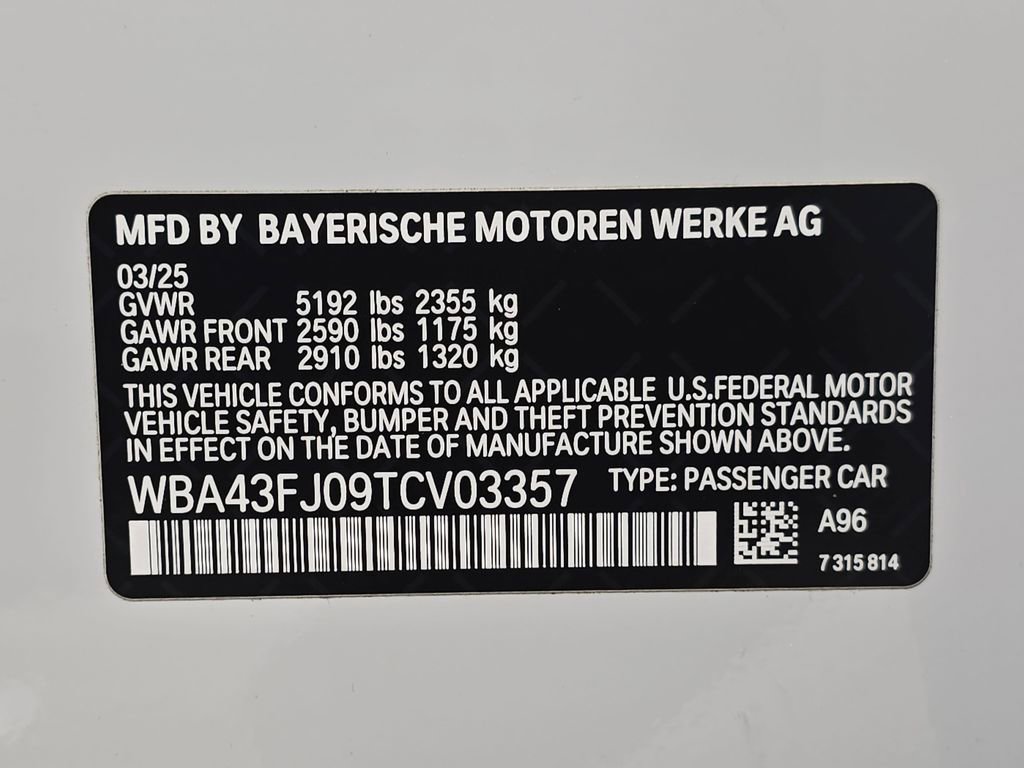 MFD BY BAYERISCHE MOTOREN WERKE AG
03/25
GVWR 5192 lbs 2355 kg
GAWR FRONT 2590 lbs 1175 kg
GAWR REAR 2910 lbs 1320 kg
THIS VEHICLE CONFORMS TO ALL APPLICABLE U.S.FEDERAL MOTOR
VEHICLE SAFETY, BUMPER AND THEFT PREVENTION STANDARDS
IN EFFECT ON THE DATE OF MANUFACTURE SHOWN ABOVE.
WBA43FJ09TCV03357 TYPE: PASSENGER CAR
A96
7 315 814